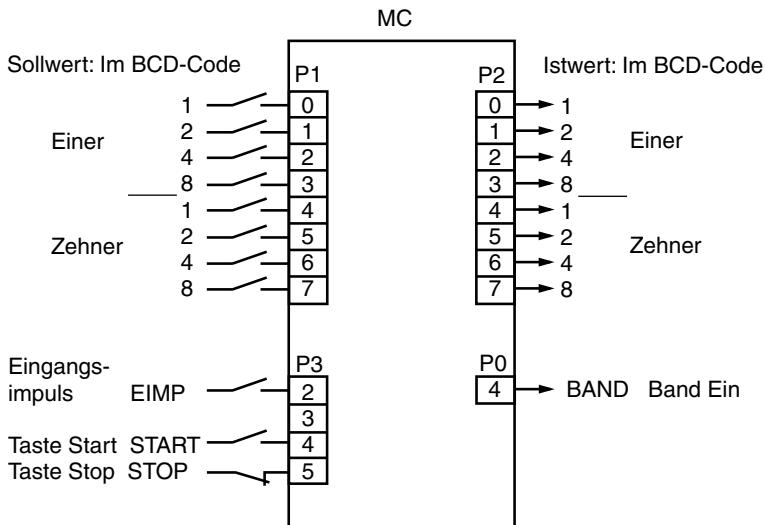 MC
Sollwert: Im BCD-Code P1 P2 Istwert: Im BCD-Code
1 0 0 1
2 1 1 2
Einer Einer
4 2 2 4
8 3 3 8
1 4 4 1
2 5 5 2
Zehner Zehner
4 6 6 4
8 7 7 8
Eingangs- P3 P0
impuls EIMP 2 4 BAND Band Ein
3
Taste Start START 4
Taste Stop STOP 5